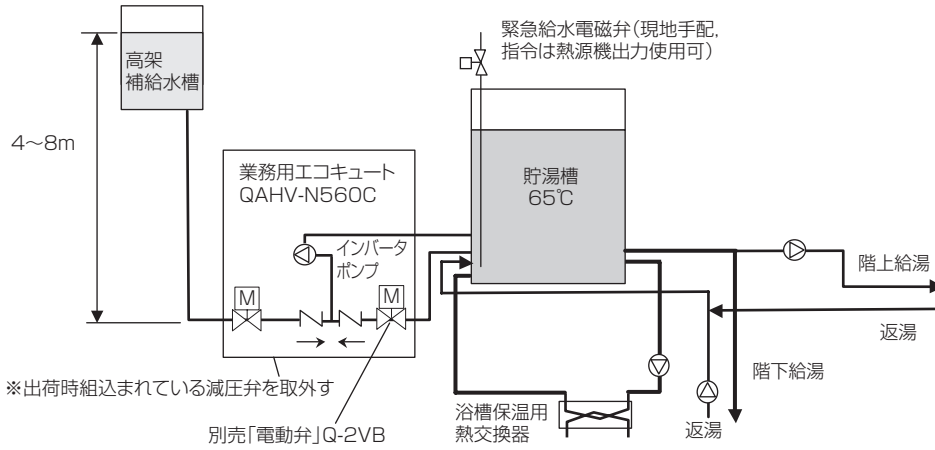 緊急給水電磁弁（現地手配,
指令は熱源機出力使用可）
高架
補給水槽
4～8m
業務用エコキュート
QAHV-N560C
貯湯槽
65℃
インバータ
ポンプ
M
M
階上給湯
返湯
※出荷時組込まれている減圧弁を取外す
階下給湯
浴槽保温用
熱交換器
返湯
別売「電動弁」Q-2VB